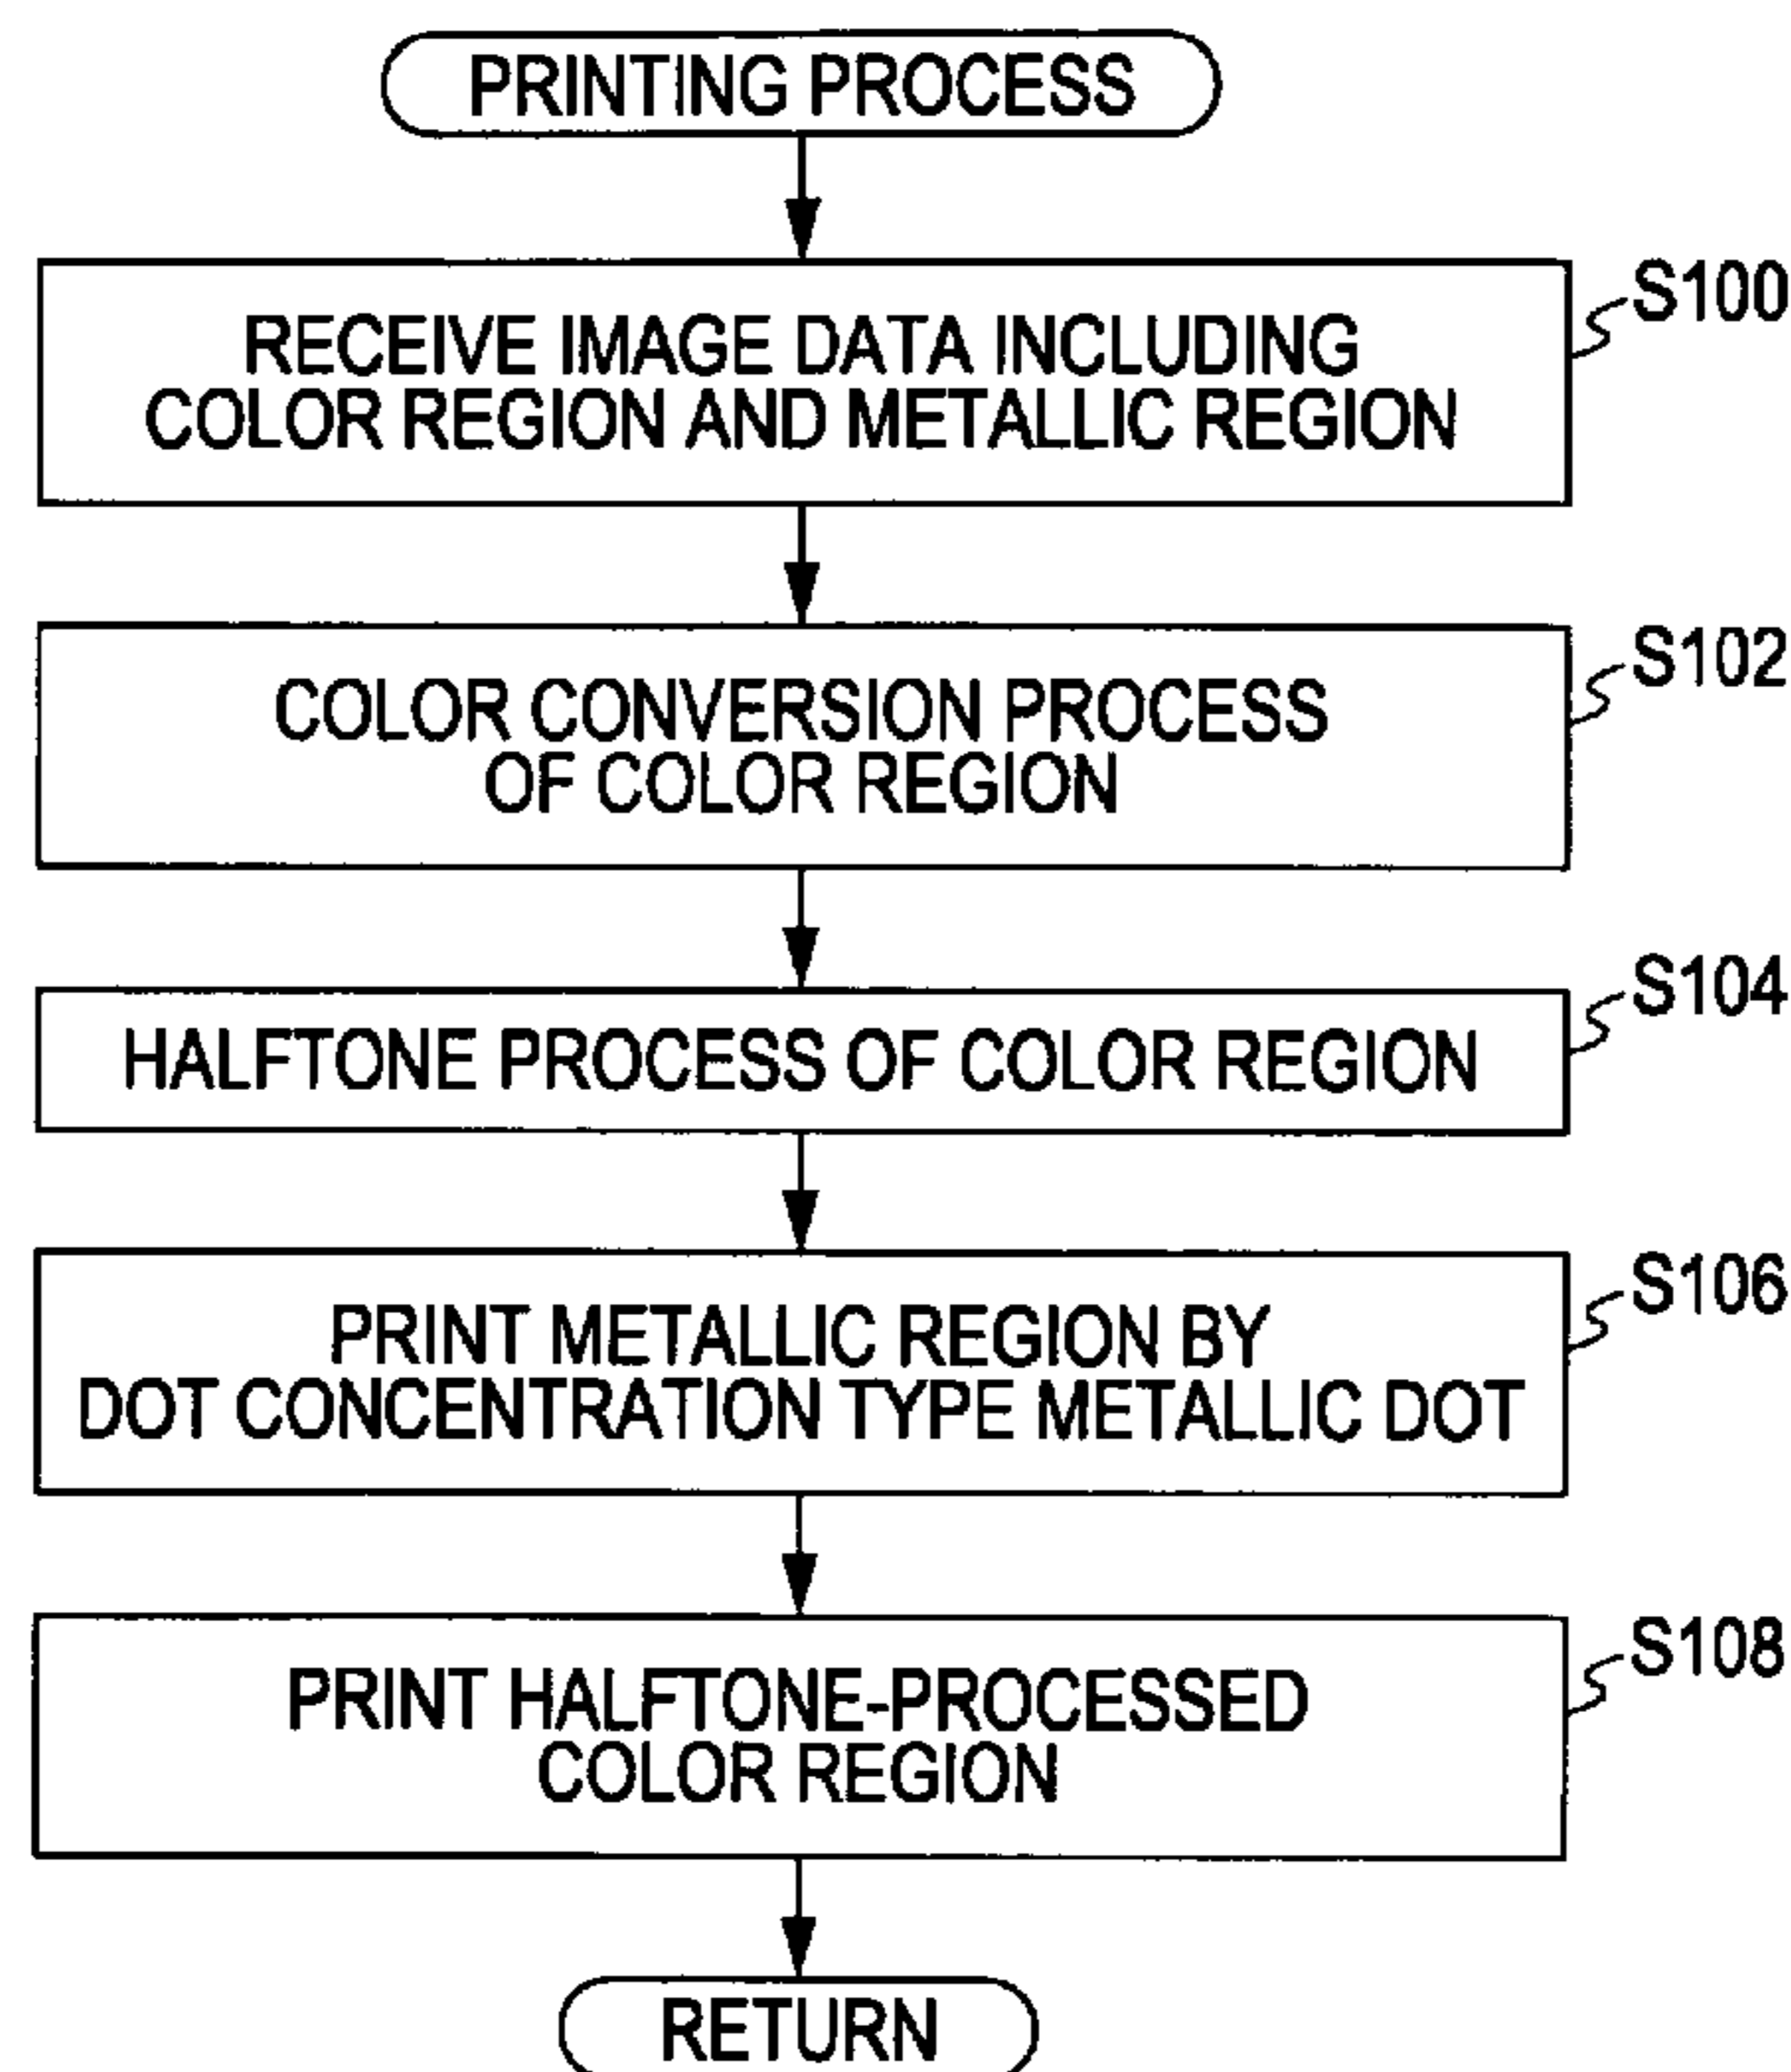 PRINTING PROCESS
S100
RECEIVE IMAGE DATA INCLUDING
COLOR REGION AND METALLIC REGION
S102
COLOR CONVERSION PROCESS
OF COLOR REGION
S104
HALFTONE PROCESS OF COLOR REGION
S106
PRINT METALLIC REGION BY
DOT CONCENTRATION TYPE METALLIC DOT
S108
PRINT HALFTONE-PROCESSED
COLOR REGION
RETURN